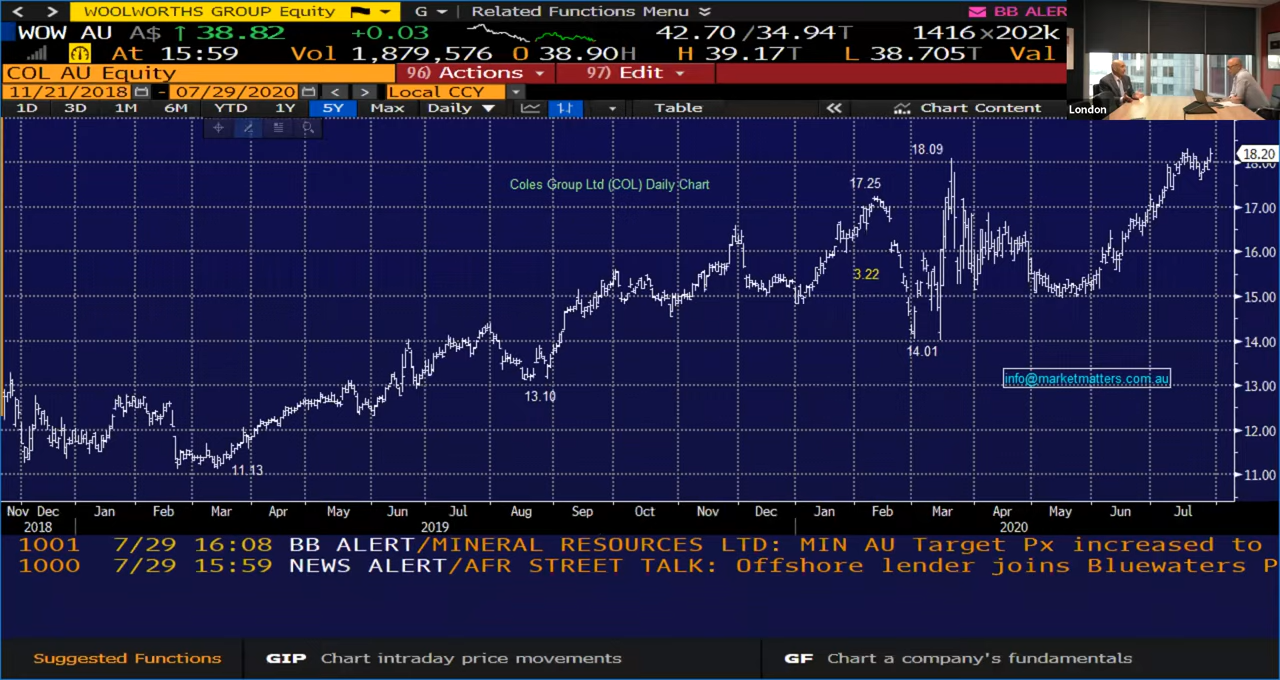 < > WOOLWORTHS GROUP Equity G Related Functions Menu BB ALER
WOW AU A$ ↑ 38.82 +0.03 42.70 /34.94T 1416 x 202k
At 15:59 Vol 1,879,576 O 38.90H H 39.17T L 38.705T Val
COL AU Equity 96) Actions 97) Edit
11/21/2018 - 07/29/2020 < > Local CCY
1D 3D 1M 6M YTD 1Y 5Y Max Daily ▼ Table « Chart Content
London
18.09
18.20
18.00
Coles Group Ltd (COL) Daily Chart
17.25
17.00
16.00
3.22
15.00
14.01
14.00
info@marketmatters.com.au
13.00
13.10
12.00
11.13
11.00
Nov Dec Jan Feb Mar Apr May Jun Jul Aug Sep Oct Nov Dec Jan Feb Mar Apr May Jun Jul
2018 2019 2020
1001 7/29 16:08 BB ALERT/MINERAL RESOURCES LTD: MIN AU Target Px increased to
1000 7/29 15:59 NEWS ALERT/AFR STREET TALK: Offshore lender joins Bluewaters P
Suggested Functions GIP Chart intraday price movements GF Chart a company's fundamentals